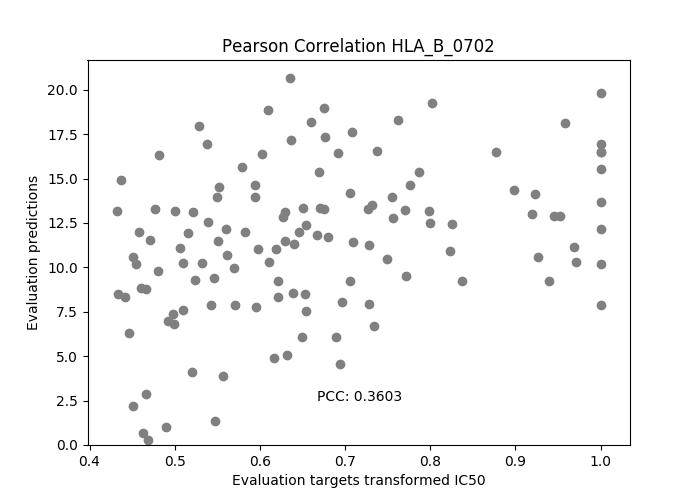 Pearson Correlation HLA_B_0702
Evaluation predictions
20.0
17.5
15.0
12.5
10.0
7.5
5.0
2.5
0.0
PCC: 0.3603
0.4 0.5 0.6 0.7 0.8 0.9 1.0
Evaluation targets transformed IC50